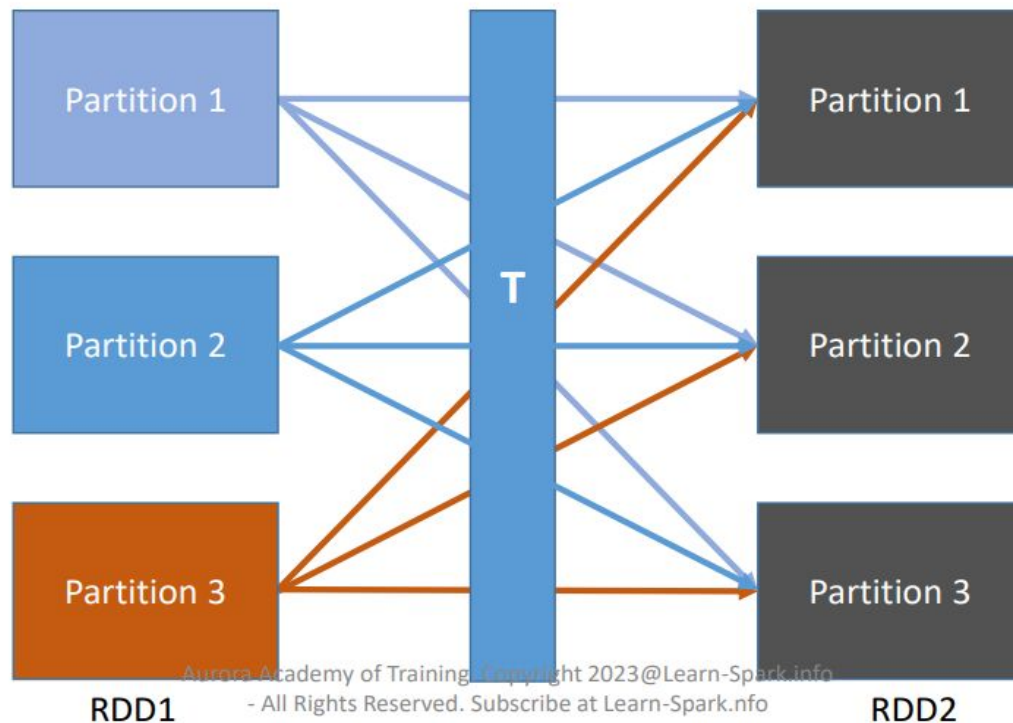 Partition 1
Partition 1
T
Partition 2
Partition 2
Partition 3
Partition 3
Aurora Academy of Training. Copyright 2023@Learn-Spark.info
- All Rights Reserved. Subscribe at Learn-Spark.nfo
RDD1
RDD2